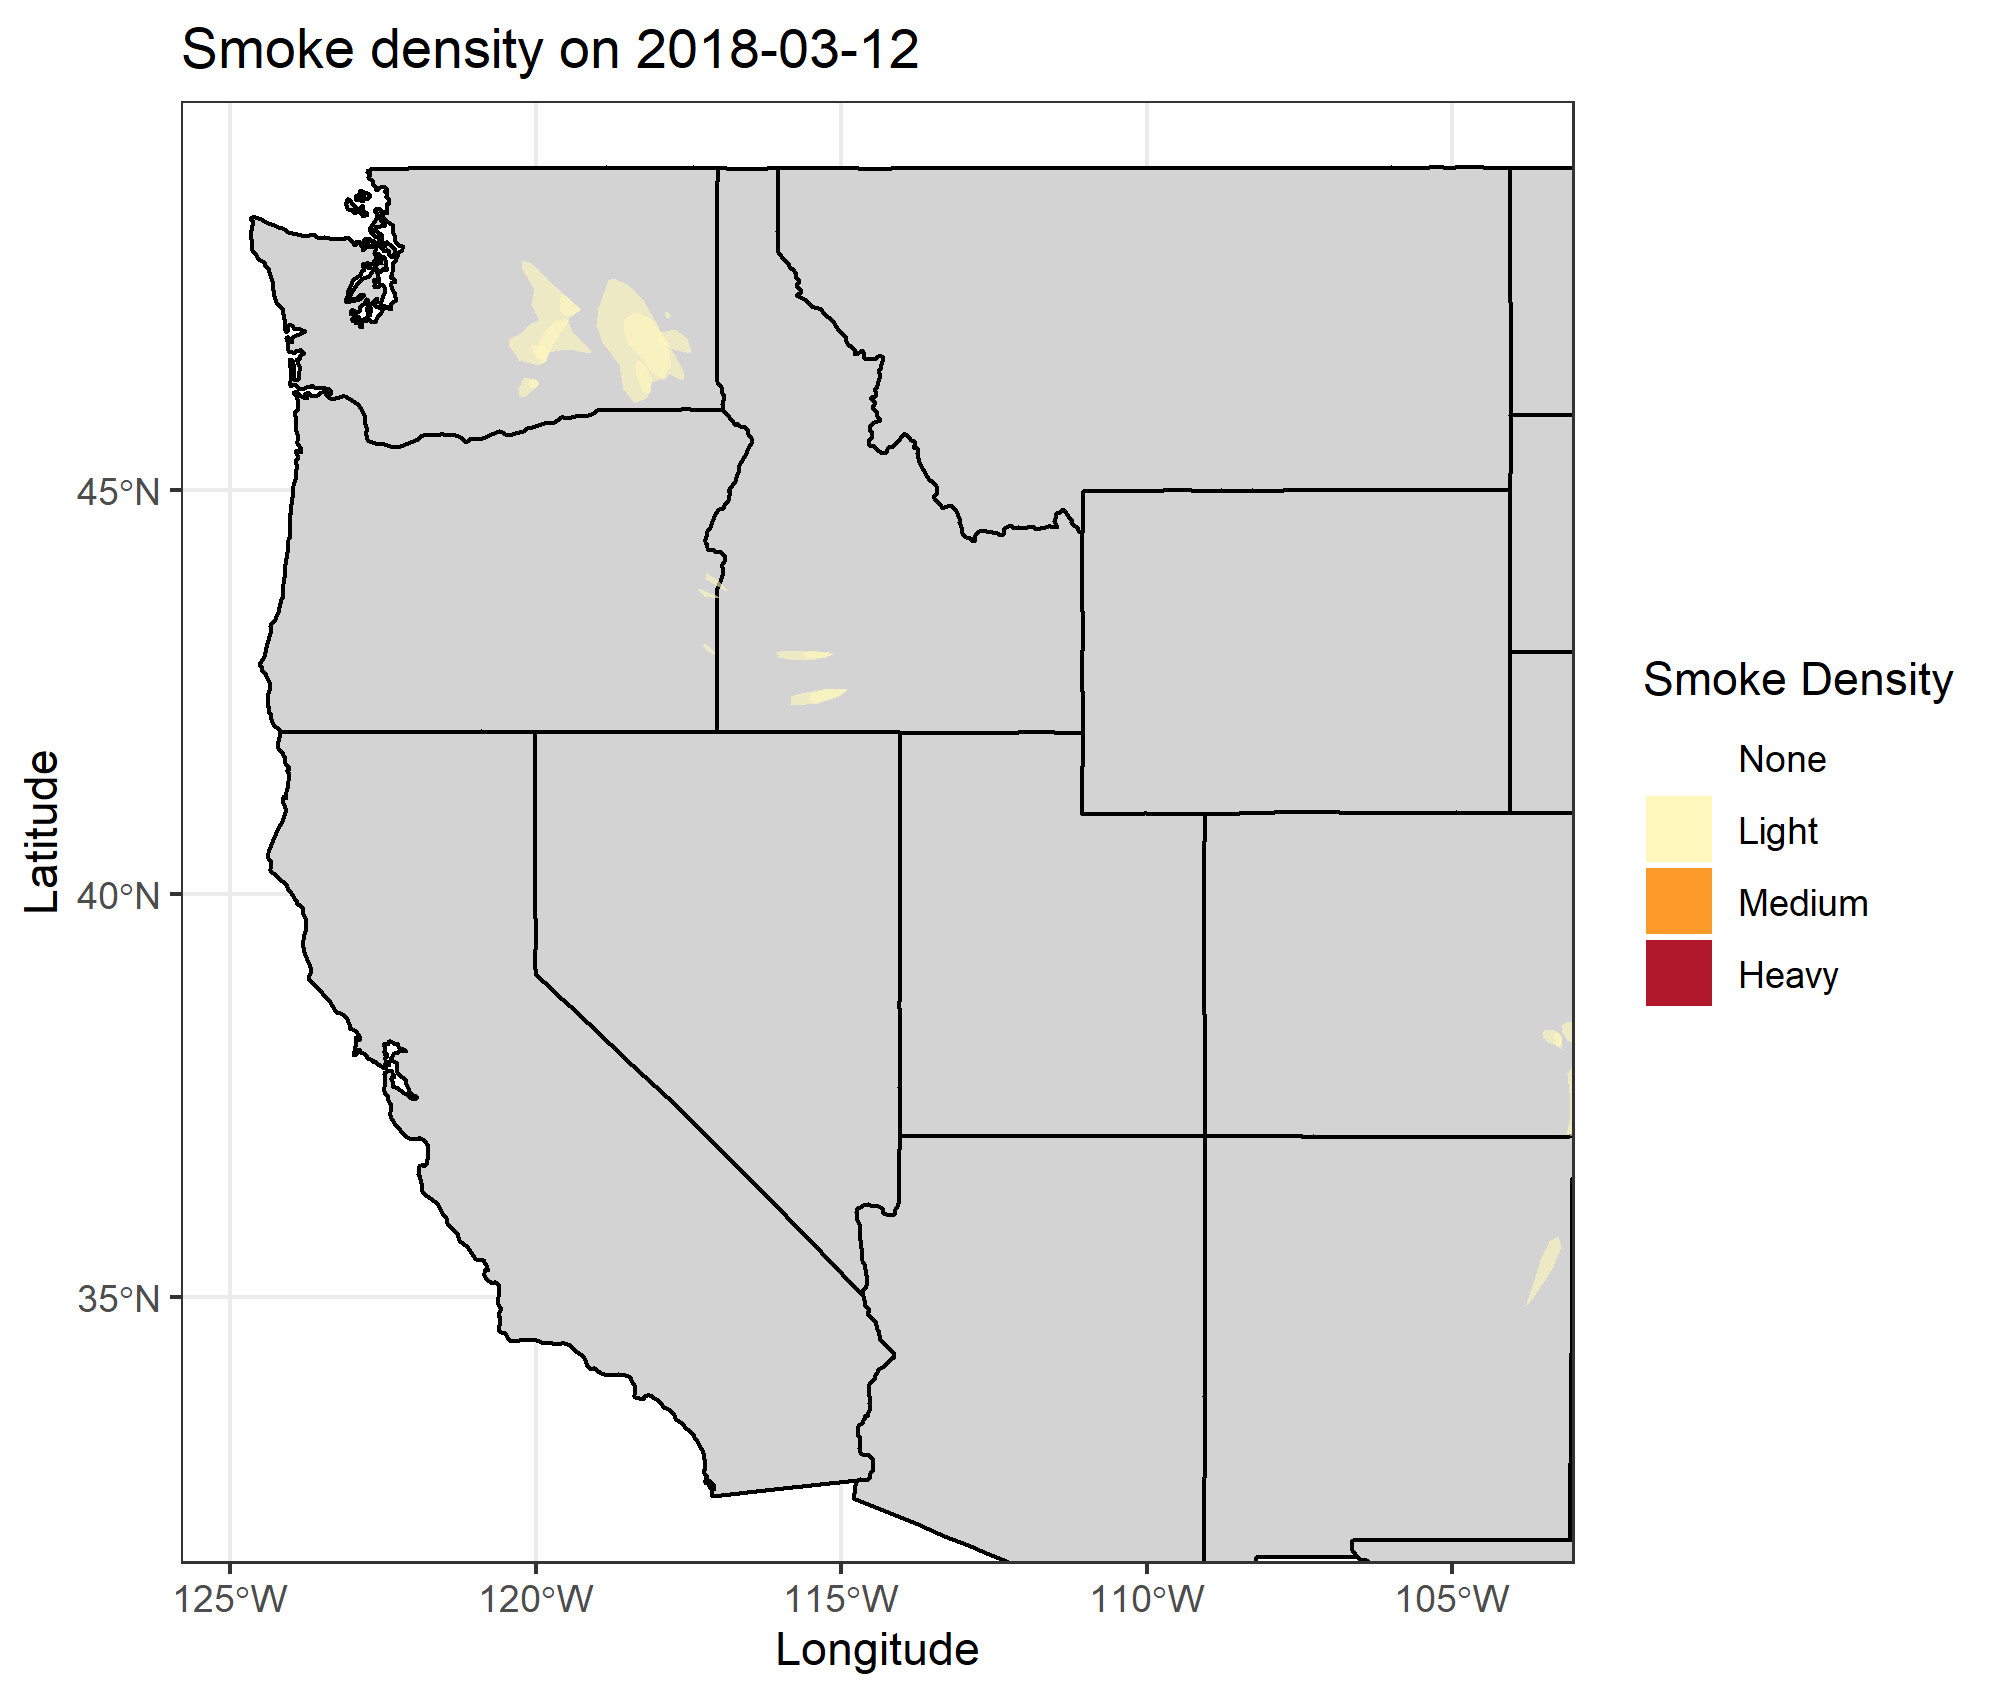 Smoke density on 2018-03-12
45°N
40°N
35°N
Latitude
125°W
120°W
115°W
110°W
105°W
Longitude
Smoke Density
None
Light
Medium
Heavy